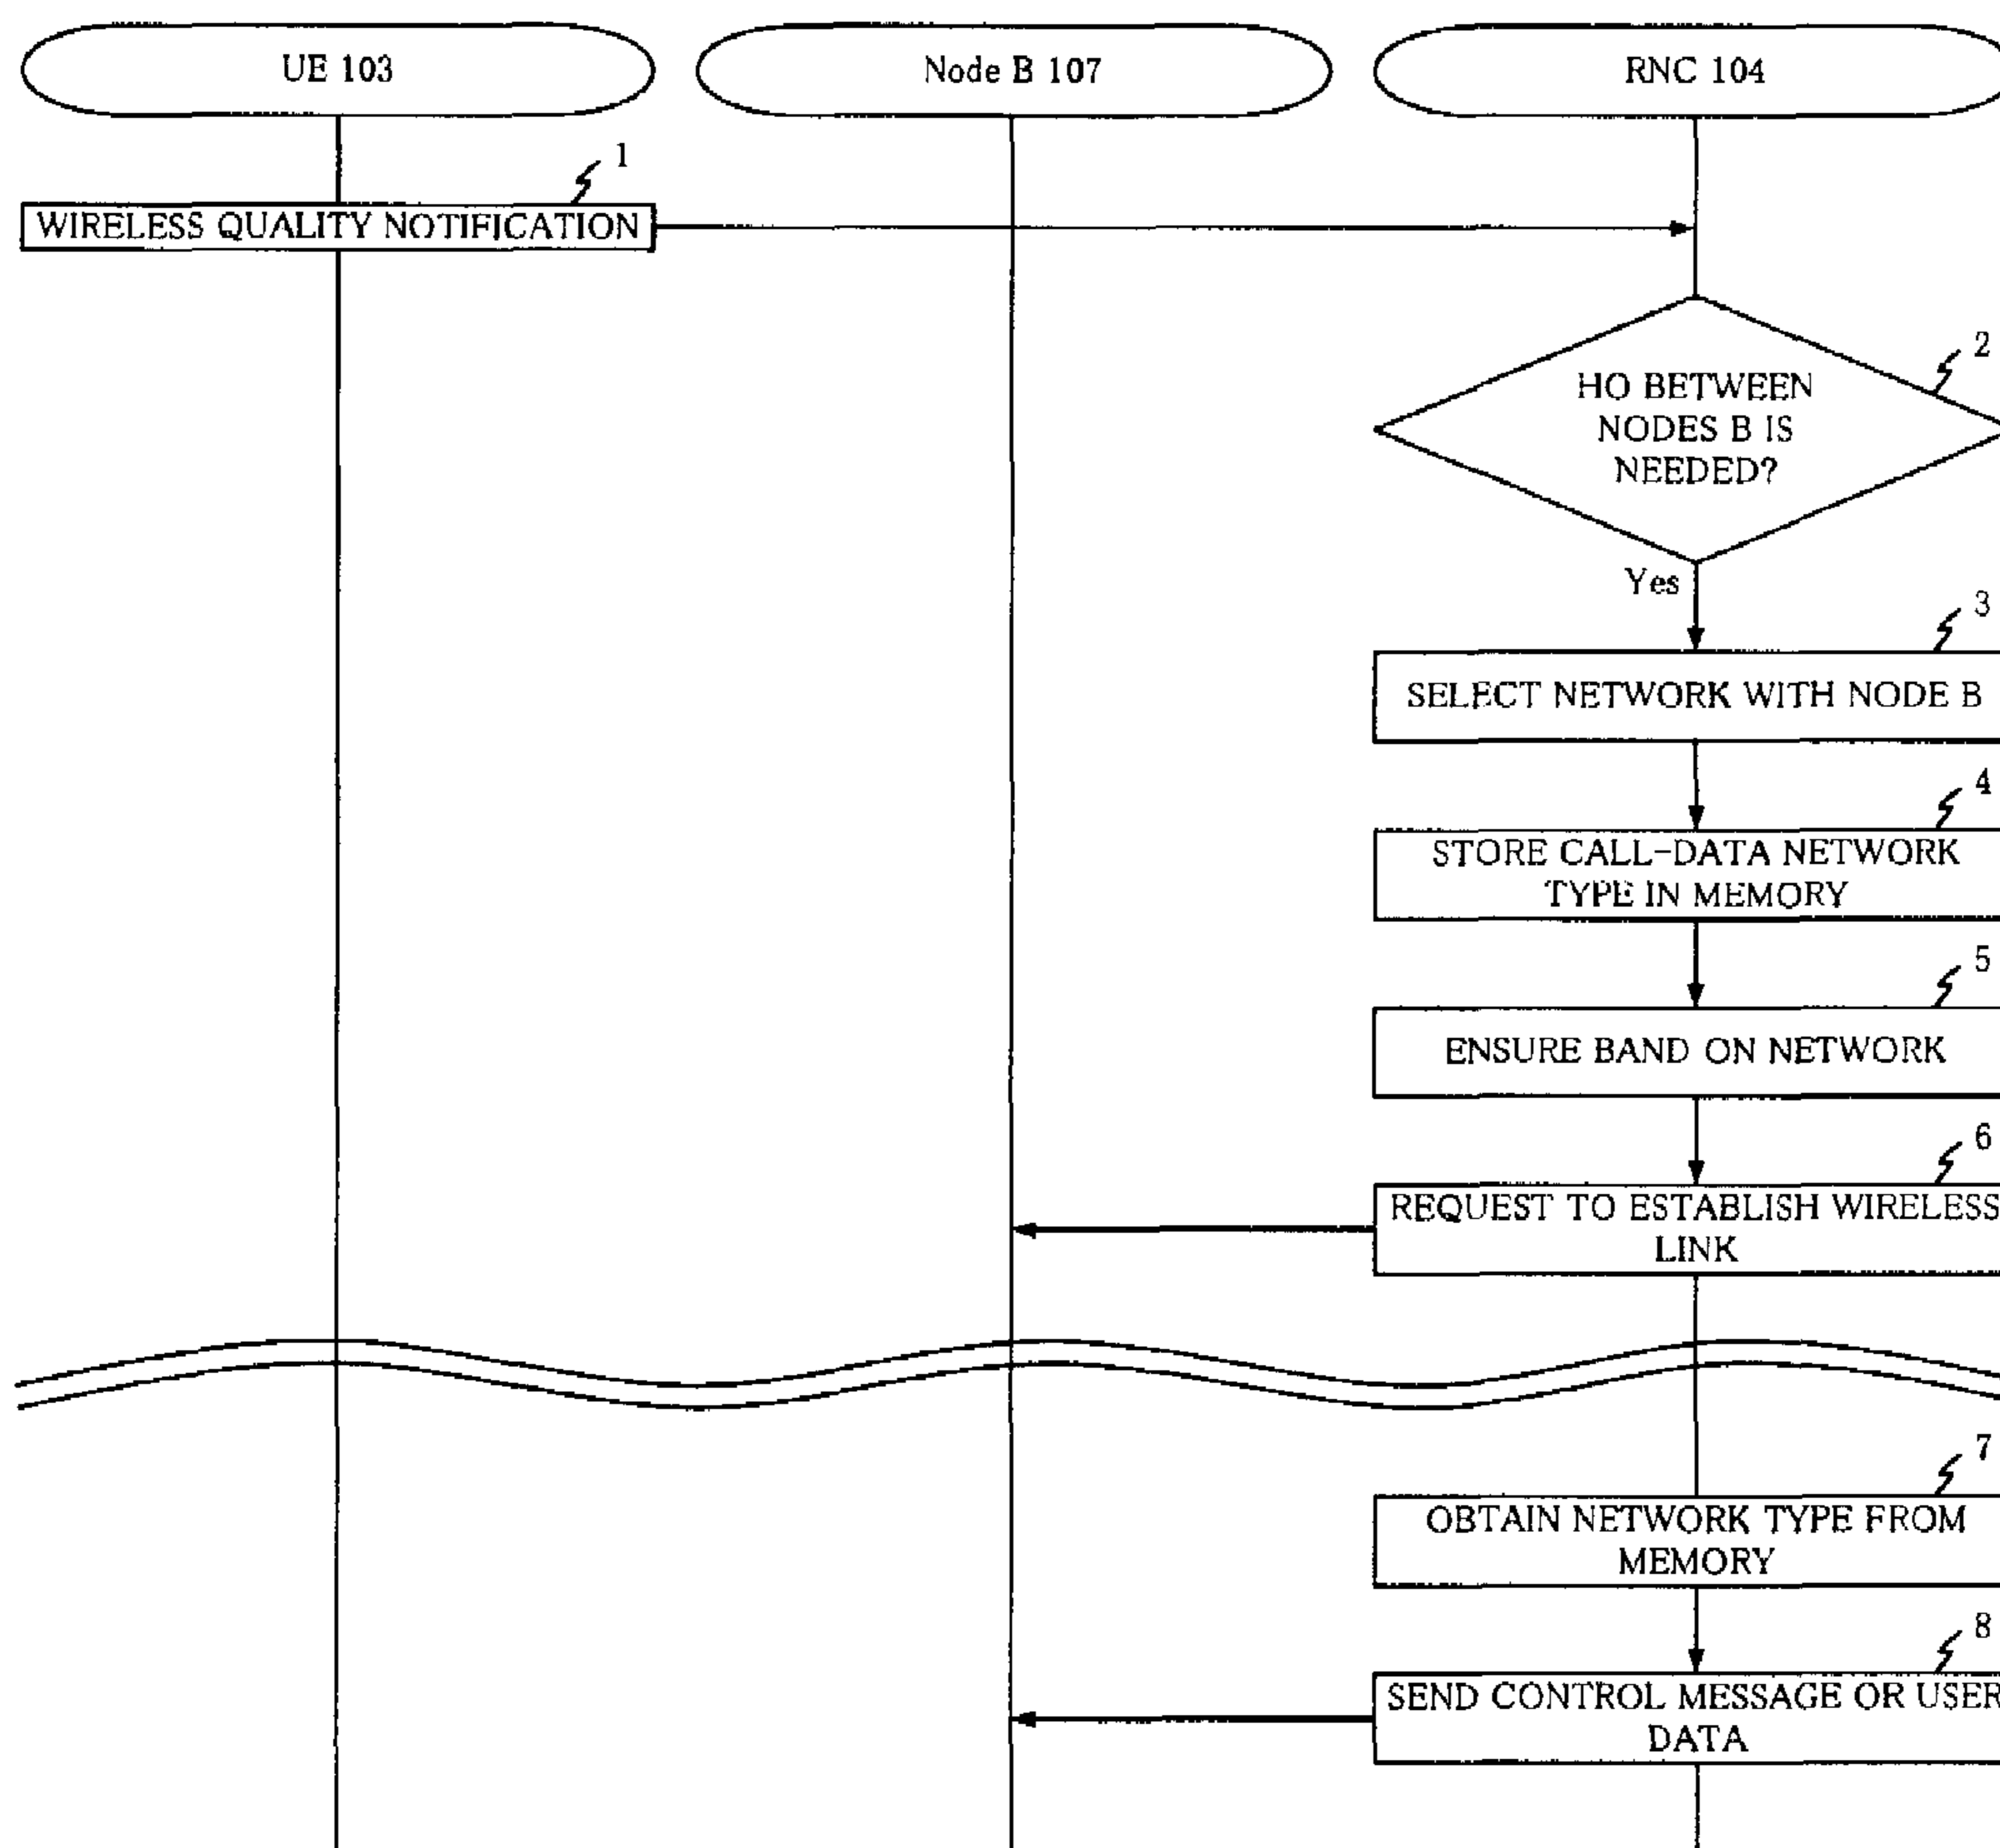 UE 103
Node B 107
RNC 104
1
WIRELESS QUALITY NOTIFICATION
2
HO BETWEEN
NODES B IS
NEEDED?
Yes
3
SELECT NETWORK WITH NODE B
4
STORE CALL-DATA NETWORK
TYPE IN MEMORY
5
ENSURE BAND ON NETWORK
6
REQUEST TO ESTABLISH WIRELESS
LINK
7
OBTAIN NETWORK TYPE FROM
MEMORY
8
SEND CONTROL MESSAGE OR USER
DATA